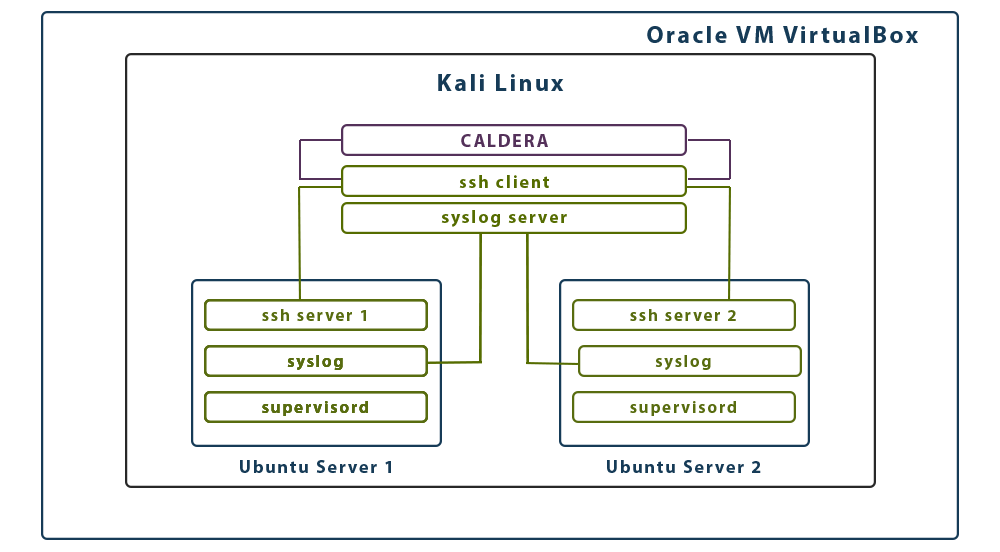 Oracle VM VirtualBox
Kali Linux
CALDERA
ssh client
syslog server
ssh server 1
syslog
supervisord
Ubuntu Server 1
ssh server 2
syslog
supervisord
Ubuntu Server 2